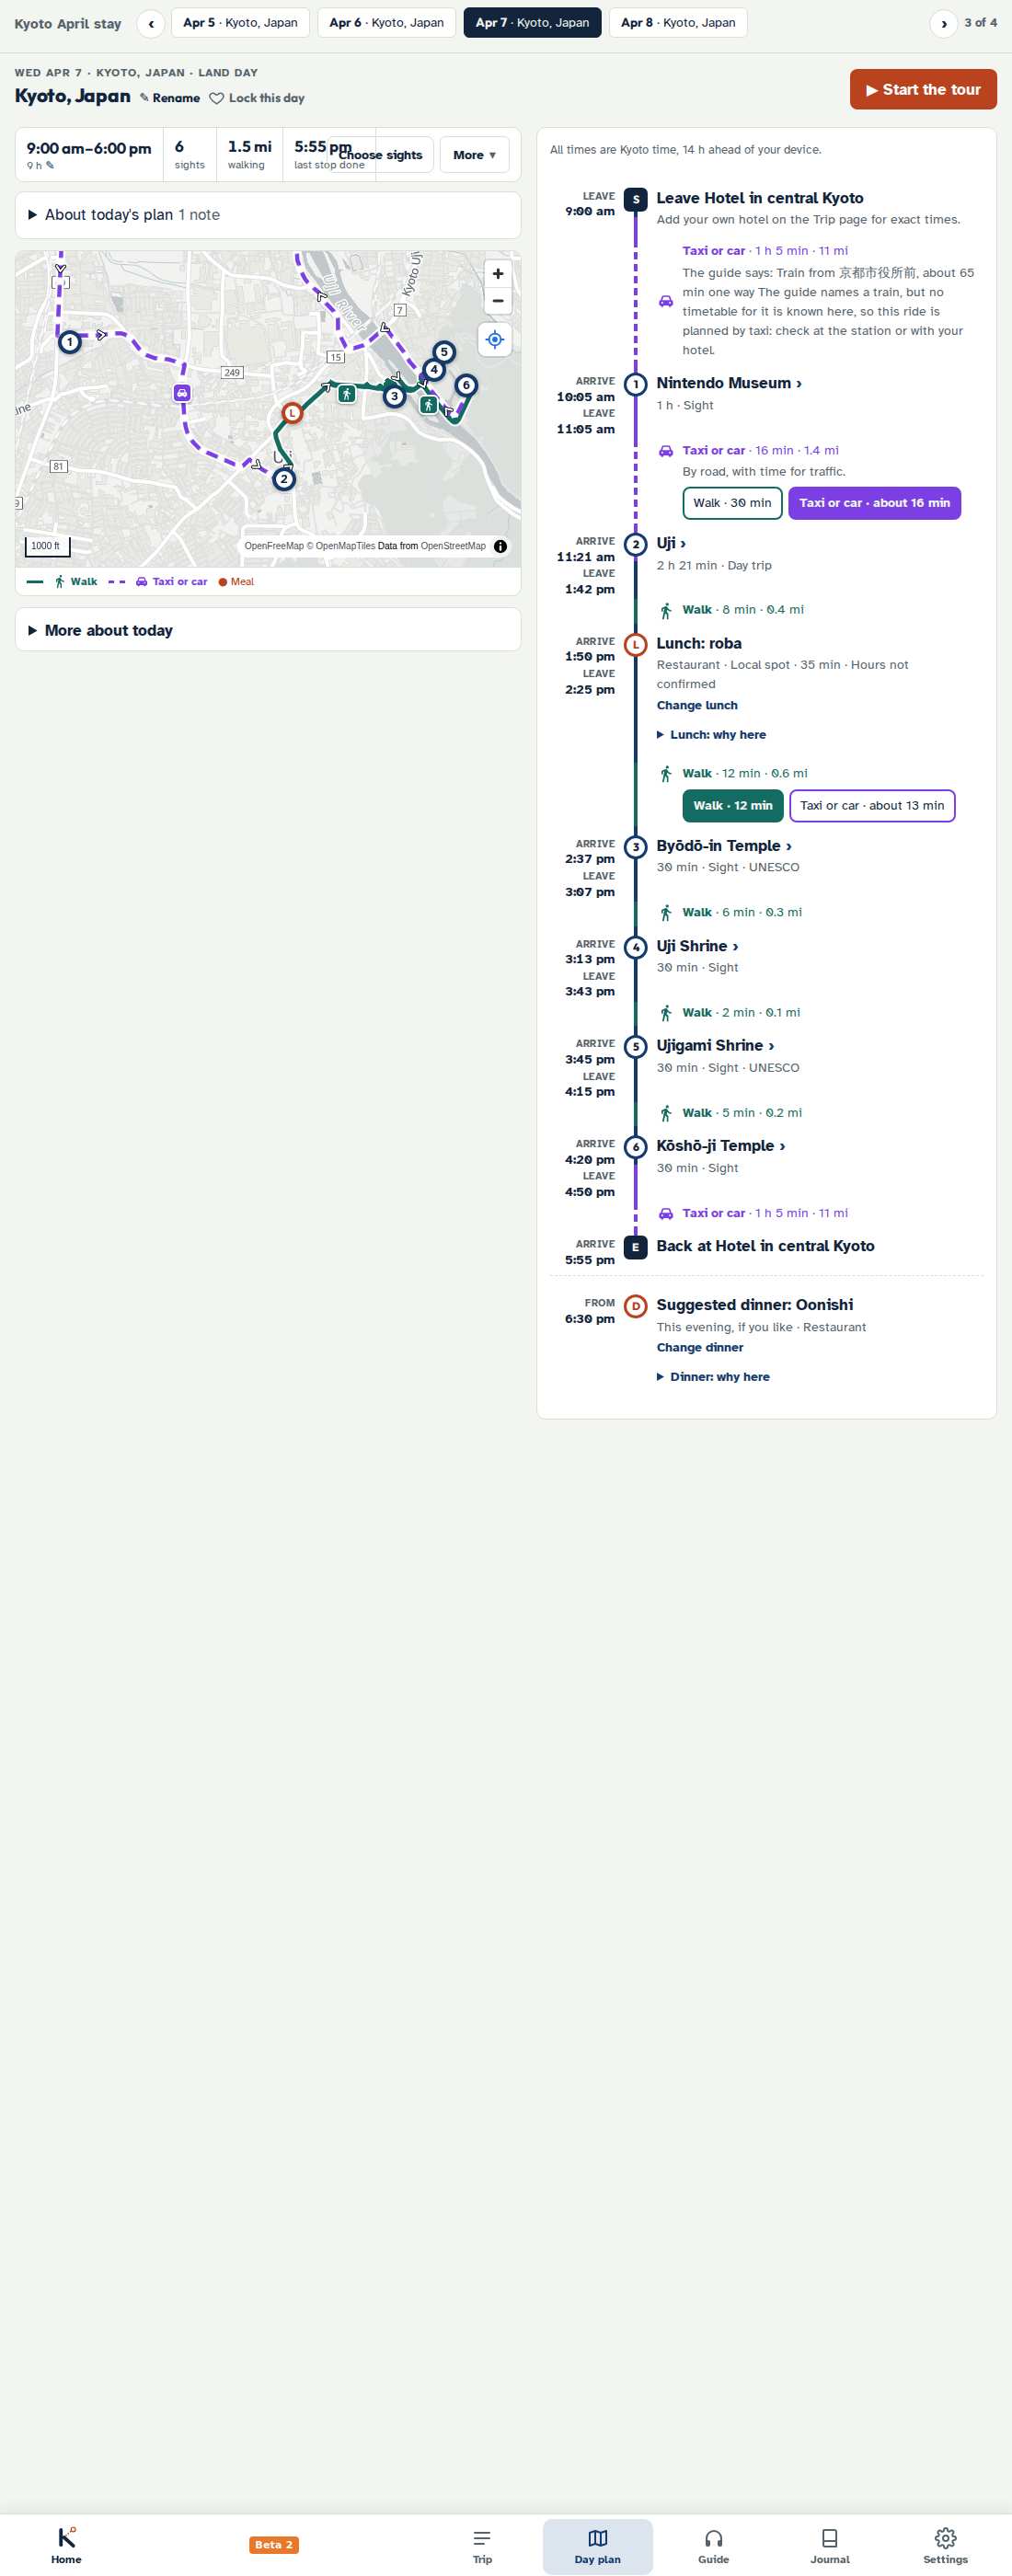 Kyoto April stay
‹
Apr 5 · Kyoto, Japan
Apr 6 · Kyoto, Japan
Apr 7 · Kyoto, Japan
Apr 8 · Kyoto, Japan
›
3 of 4
WED APR 7 · KYOTO, JAPAN · LAND DAY
Kyoto, Japan
✎ Rename
Lock this day
▶ Start the tour
9:00 am–6:00 pm
9 h ✎
6
sights
1.5 mi
walking
5:55 pm
last stop done
Choose sights
More ▾
▶ About today's plan 1 note
Uji River
Kyoto Uji
7
15
249
81
9
1
2
3
4
5
6
L
+
−
1000 ft
OpenFreeMap © OpenMapTiles Data from OpenStreetMap
Walk
Taxi or car
Meal
▶ More about today
All times are Kyoto time, 14 h ahead of your device.
LEAVE
9:00 am
S
Leave Hotel in central Kyoto
Add your own hotel on the Trip page for exact times.
Taxi or car · 1 h 5 min · 11 mi
The guide says: Train from 京都市役所前, about 65
min one way The guide names a train, but no
timetable for it is known here, so this ride is
planned by taxi: check at the station or with your
hotel.
ARRIVE
10:05 am
LEAVE
11:05 am
1
Nintendo Museum ›
1 h · Sight
Taxi or car · 16 min · 1.4 mi
By road, with time for traffic.
Walk · 30 min
Taxi or car · about 16 min
ARRIVE
11:21 am
LEAVE
1:42 pm
2
Uji ›
2 h 21 min · Day trip
Walk · 8 min · 0.4 mi
ARRIVE
1:50 pm
LEAVE
2:25 pm
L
Lunch: roba
Restaurant · Local spot · 35 min · Hours not
confirmed
Change lunch
▶ Lunch: why here
Walk · 12 min · 0.6 mi
Walk · 12 min
Taxi or car · about 13 min
ARRIVE
2:37 pm
LEAVE
3:07 pm
3
Byōdō-in Temple ›
30 min · Sight · UNESCO
Walk · 6 min · 0.3 mi
ARRIVE
3:13 pm
LEAVE
3:43 pm
4
Uji Shrine ›
30 min · Sight
Walk · 2 min · 0.1 mi
ARRIVE
3:45 pm
LEAVE
4:15 pm
5
Ujigami Shrine ›
30 min · Sight · UNESCO
Walk · 5 min · 0.2 mi
ARRIVE
4:20 pm
LEAVE
4:50 pm
6
Kōshō-ji Temple ›
30 min · Sight
Taxi or car · 1 h 5 min · 11 mi
ARRIVE
5:55 pm
E
Back at Hotel in central Kyoto
FROM
6:30 pm
D
Suggested dinner: Oonishi
This evening, if you like · Restaurant
Change dinner
▶ Dinner: why here
Home
Beta 2
Trip
Day plan
Guide
Journal
Settings